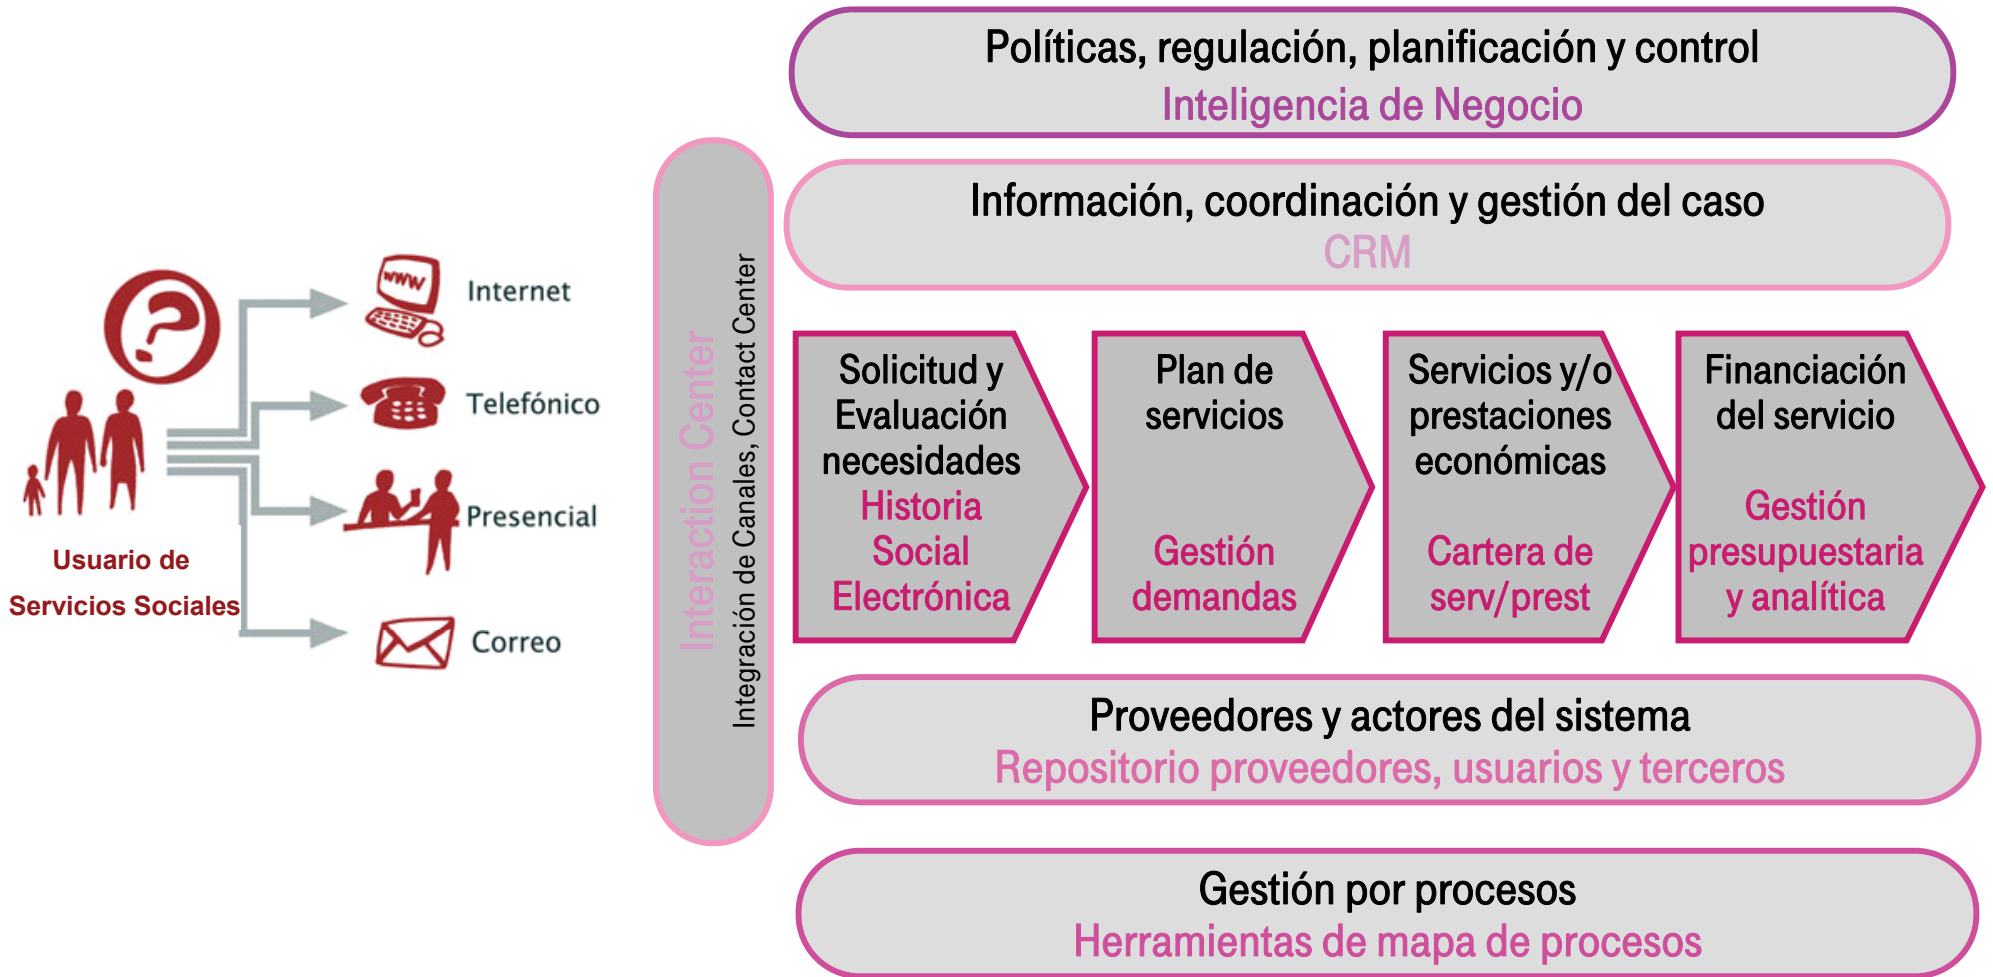 Políticas, regulación, planificación y control
Inteligencia de Negocio
Información, coordinación y gestión del caso
CRM
www
Internet
Telefónico
Presencial
Correo
Usuario de
Servicios Sociales
Interaction Center
Integración de Canales, Contact Center
Solicitud y
Evaluación
necesidades
Historia
Social
Electrónica
Plan de
servicios
Gestión
demandas
Servicios y/o
prestaciones
económicas
Cartera de
serv/prest
Financiación
del servicio
Gestión
presupuestaria
y analítica
Proveedores y actores del sistema
Repositorio proveedores, usuarios y terceros
Gestión por procesos
Herramientas de mapa de procesos